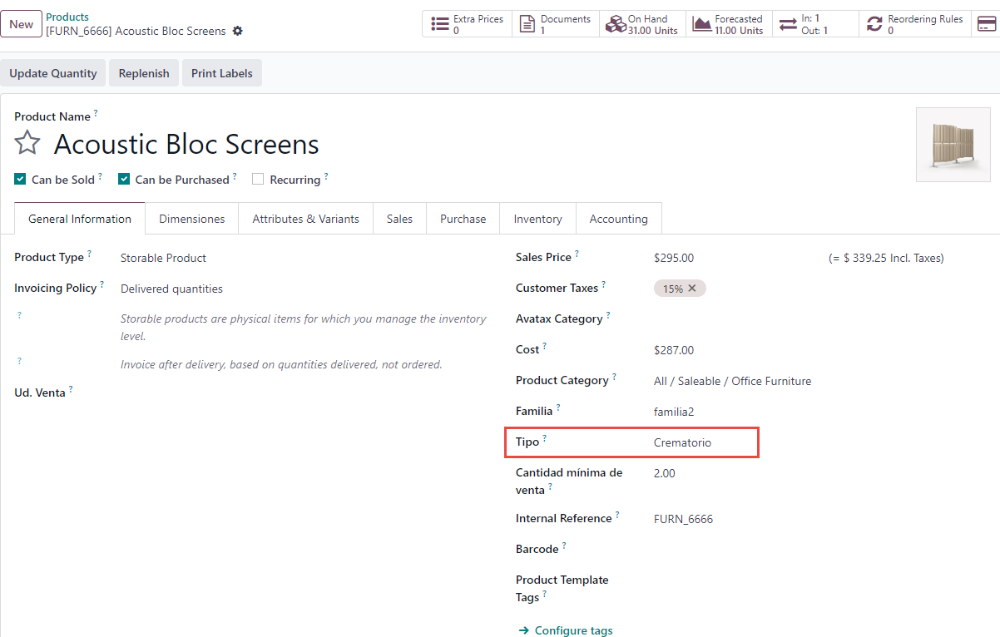 New
Products
[FURN_6666] Acoustic Bloc Screens
Extra Prices
0
Documents
1
On Hand
31.00 Units
Forecasted
11.00 Units
In: 1
Out: 1
Reordering Rules
0
Update Quantity
Replenish
Print Labels
Product Name ?
Acoustic Bloc Screens
Can be Sold ?
Can be Purchased ?
Recurring ?
General Information
Dimensiones
Attributes & Variants
Sales
Purchase
Inventory
Accounting
Product Type ?
Storable Product
Invoicing Policy ?
Delivered quantities
?
Storable products are physical items for which you manage the inventory
level.
?
Invoice after delivery, based on quantities delivered, not ordered.
Ud. Venta ?
Sales Price ?
$295.00
(= $ 339.25 Incl. Taxes)
Customer Taxes ?
15%
Avatax Category ?
Cost ?
$287.00
Product Category ?
All / Saleable / Office Furniture
Familia ?
familia2
Tipo ?
Crematorio
Cantidad mínima de
venta ?
2.00
Internal Reference ?
FURN_6666
Barcode ?
Product Template
Tags ?
Configure tags